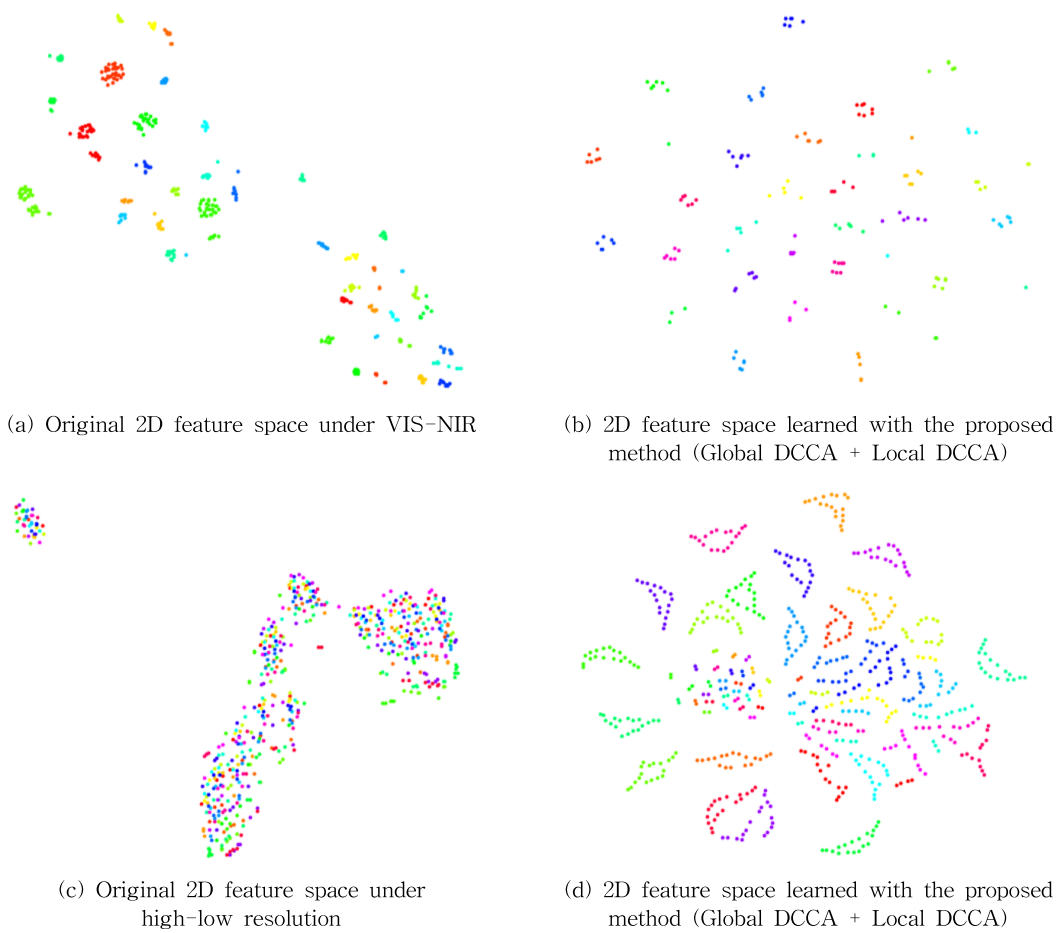 (a) Original 2D feature space under VIS-NIR
(b) 2D feature space learned with the proposed
method (Global DCCA + Local DCCA)
(c) Original 2D feature space under
high-low resolution
(d) 2D feature space learned with the proposed
method (Global DCCA + Local DCCA)